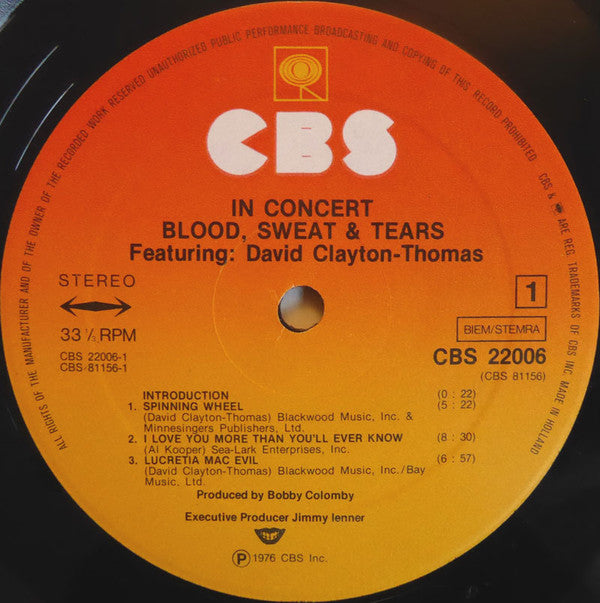 ALL RIGHTS OF THE MANUFACTURER AND OF THE OWNER OF THE RECORDED WORK RESERVED UNAUTHORIZED PUBLIC PERFORMANCE BROADCASTING AND COPYING OF THIS RECORD PROHIBITED
CBS & ARE REG. TRADEMARKS OF CBS INC. MADE IN HOLLAND
CBS
IN CONCERT
BLOOD, SWEAT & TEARS
Featuring: David Clayton-Thomas
STEREO
33 ⅓ RPM
CBS 22006-1
CBS 81156-1
1
BIEM/STEMRA
CBS 22006
(CBS 81156)
INTRODUCTION (0 : 22)
1. SPINNING WHEEL (5 : 22)
(David Clayton-Thomas) Blackwood Music, Inc. &
Minnesingers Publishers, Ltd.
2. I LOVE YOU MORE THAN YOU'LL EVER KNOW (8 : 30)
(Al Kooper) Sea-Lark Enterprises, Inc.
3. LUCRETIA MAC EVIL (6 : 57)
(David Clayton-Thomas) Blackwood Music, Inc./Bay
Music, Ltd.
Produced by Bobby Colomby
Executive Producer Jimmy Ienner
Ⓟ 1976 CBS Inc.